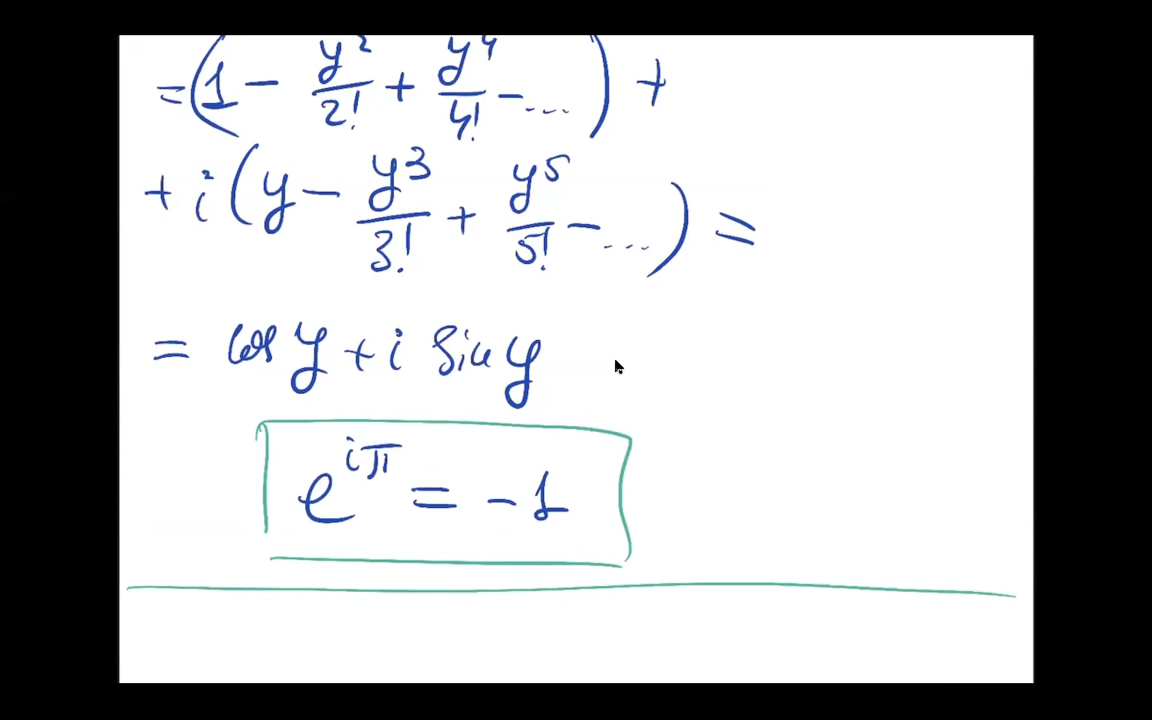 =(1 - y²/2! + y⁴/4! - ...) +
+ i(y - y³/3! + y⁵/5! - ...) =
= cos y + i sin y
e^{iπ} = -1